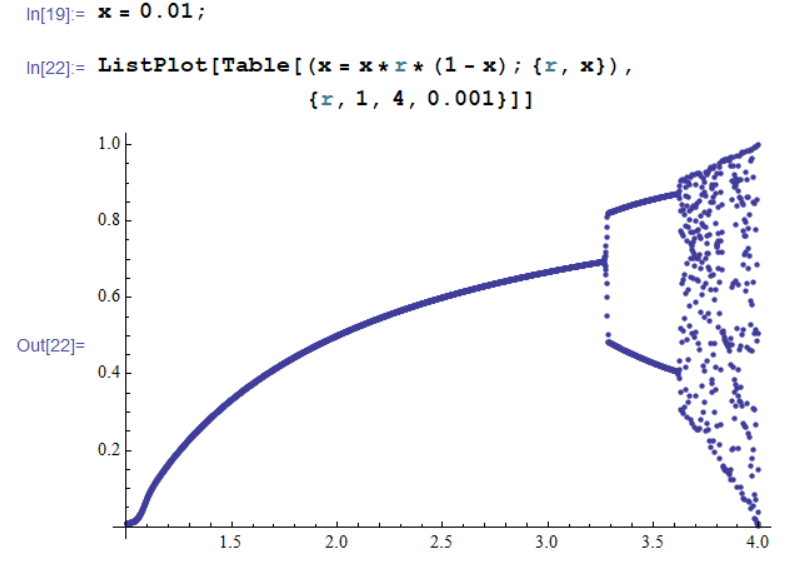 In[19]:= x = 0.01;
In[22]:= ListPlot[Table[(x = x * r * (1 - x); {r, x}),
{r, 1, 4, 0.001}]]
1.0
0.8
0.6
Out[22]=
0.4
0.2
1.5 2.0 2.5 3.0 3.5 4.0